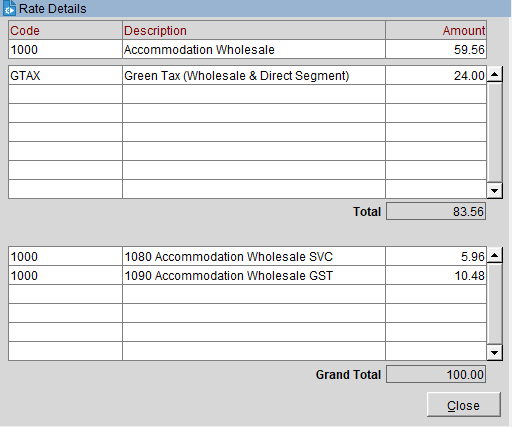 Rate Details
Code Description Amount
1000 Accommodation Wholesale 59.56
GTAX Green Tax (Wholesale & Direct Segment) 24.00
Total 83.56
1000 1080 Accommodation Wholesale SVC 5.96
1000 1090 Accommodation Wholesale GST 10.48
Grand Total 100.00
Close